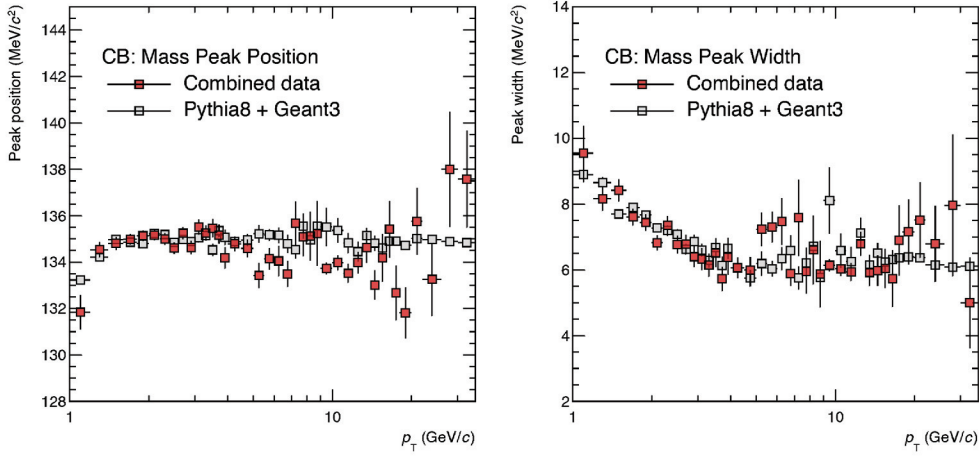 Peak position (MeV/c²)
144
142
140
138
136
134
132
130
128
CB: Mass Peak Position
Combined data
Pythia8 + Geant3
1
10
p_T (GeV/c)
Peak width (MeV/c²)
14
12
10
8
6
4
2
CB: Mass Peak Width
Combined data
Pythia8 + Geant3
1
10
p_T (GeV/c)